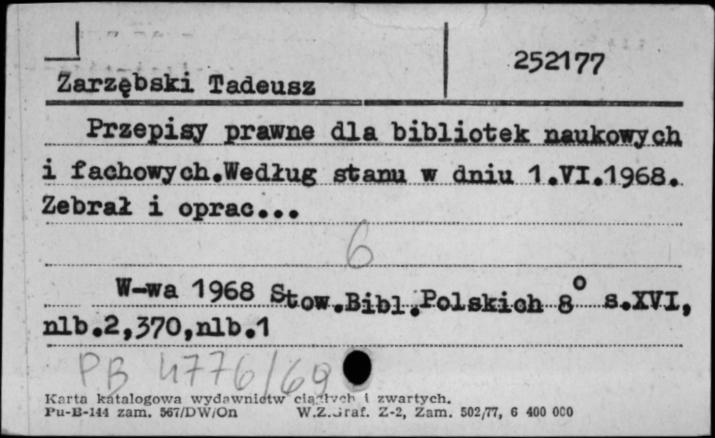 252177
Zarzębski Tadeusz
Przepisy prawne dla bibliotek naukowych
i fachowych.Według stanu w dniu 1.VI.1968.
Zebrał i oprac...
6
W-wa 1968 Stow.Bibl.Polskich 8° s.XVI,
nlb.2,370,nlb.1
PB 4776/69
Karta katalogowa wydawnictw ciągłych i zwartych.
Pu-B-144 zam. 567/DW/On W.Z.Graf. Z-2, Zam. 502/77, 6 400 000